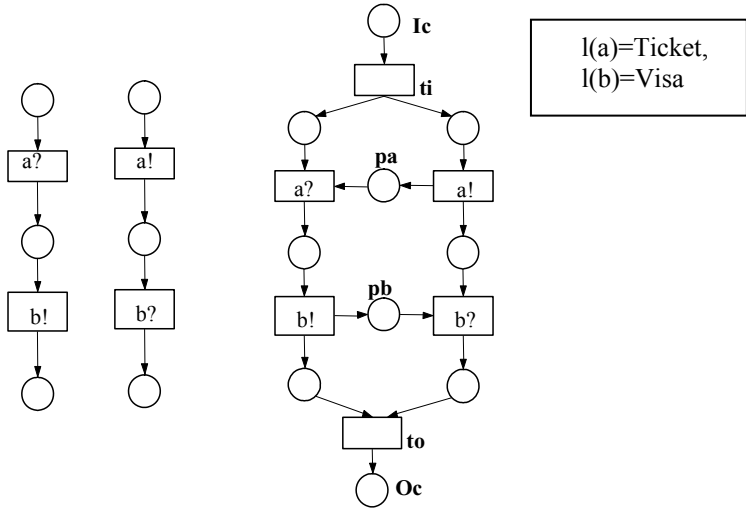 Ic
l(a)=Ticket,
l(b)=Visa
ti
a?
a!
pa
a?
a!
b!
b?
pb
b!
b?
to
Oc